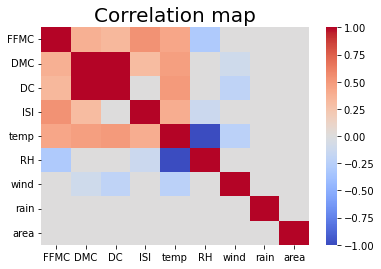 Correlation map
FFMC
DMC
DC
ISI
temp
RH
wind
rain
area
FFMC DMC DC ISI temp RH wind rain area
1.00
0.75
0.50
0.25
0.00
−0.25
−0.50
−0.75
−1.00